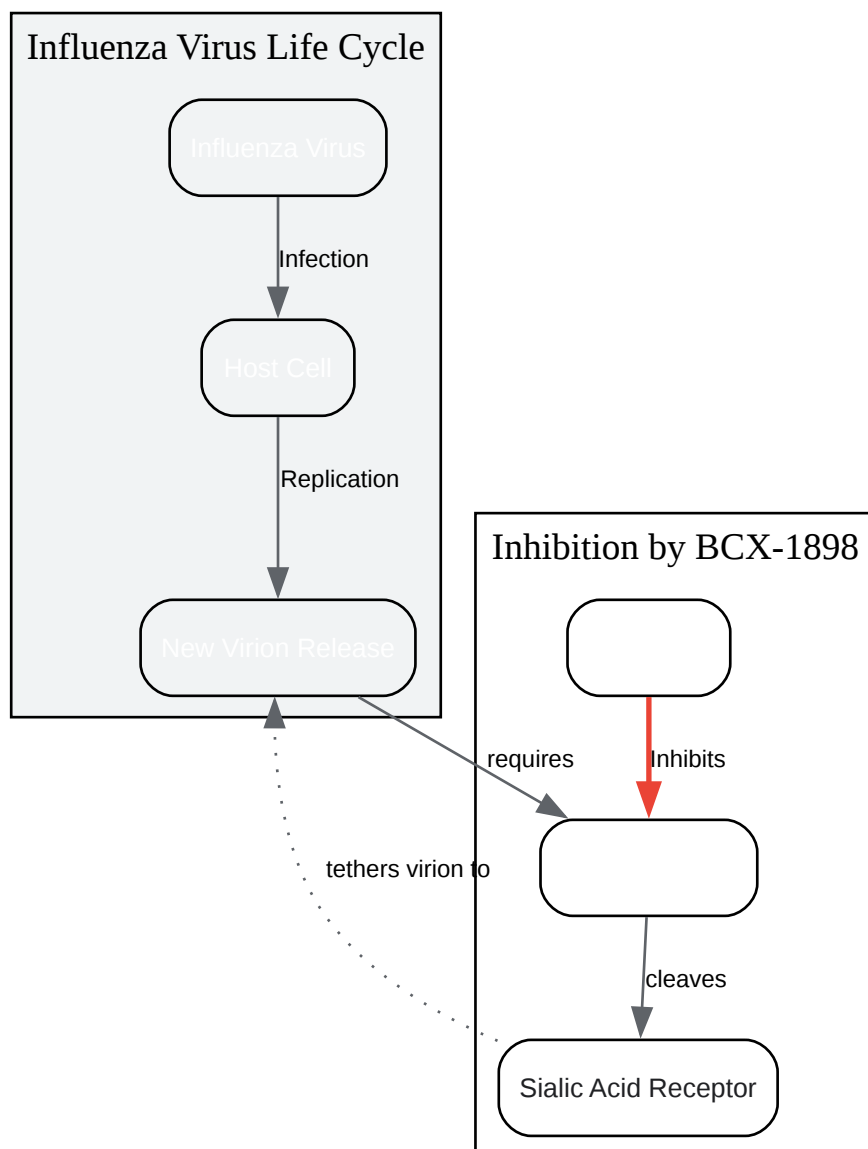 Influenza Virus Life Cycle
Influenza Virus
Infection
Host Cell
Replication
New Virion Release
Inhibition by BCX-1898
requires
Inhibits
tethers virion to
cleaves
Sialic Acid Receptor